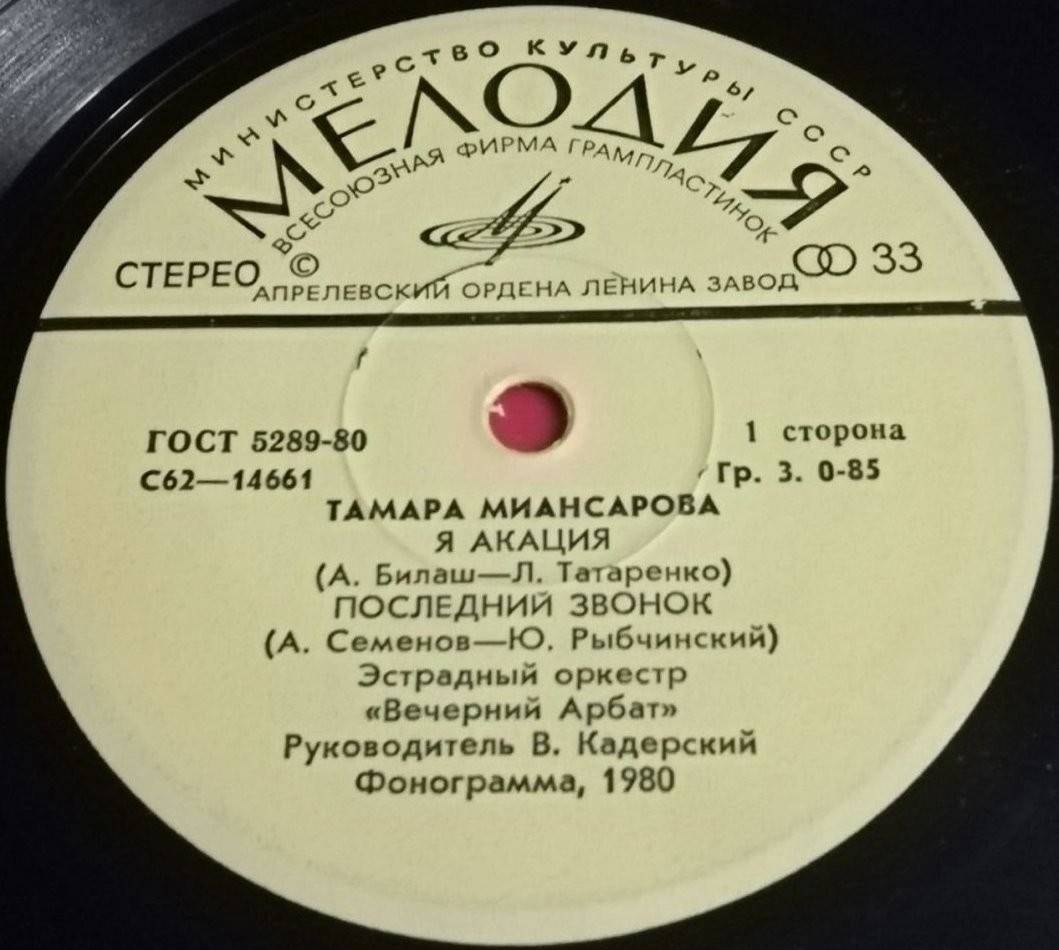 МИНИСТЕРСТВО КУЛЬТУРЫ СССР
МЕЛОДИЯ
ВСЕСОЮЗНАЯ ФИРМА ГРАМПЛАСТИНОК
СТЕРЕО © 33
АПРЕЛЕВСКИЙ ОРДЕНА ЛЕНИНА ЗАВОД
ГОСТ 5289-80 1 сторона
С62—14661 Гр. 3. 0-85
ТАМАРА МИАНСАРОВА
Я АКАЦИЯ
(А. Билаш—Л. Татаренко)
ПОСЛЕДНИЙ ЗВОНОК
(А. Семенов—Ю. Рыбчинский)
Эстрадный оркестр
«Вечерний Арбат»
Руководитель В. Кадерский
Фонограмма, 1980